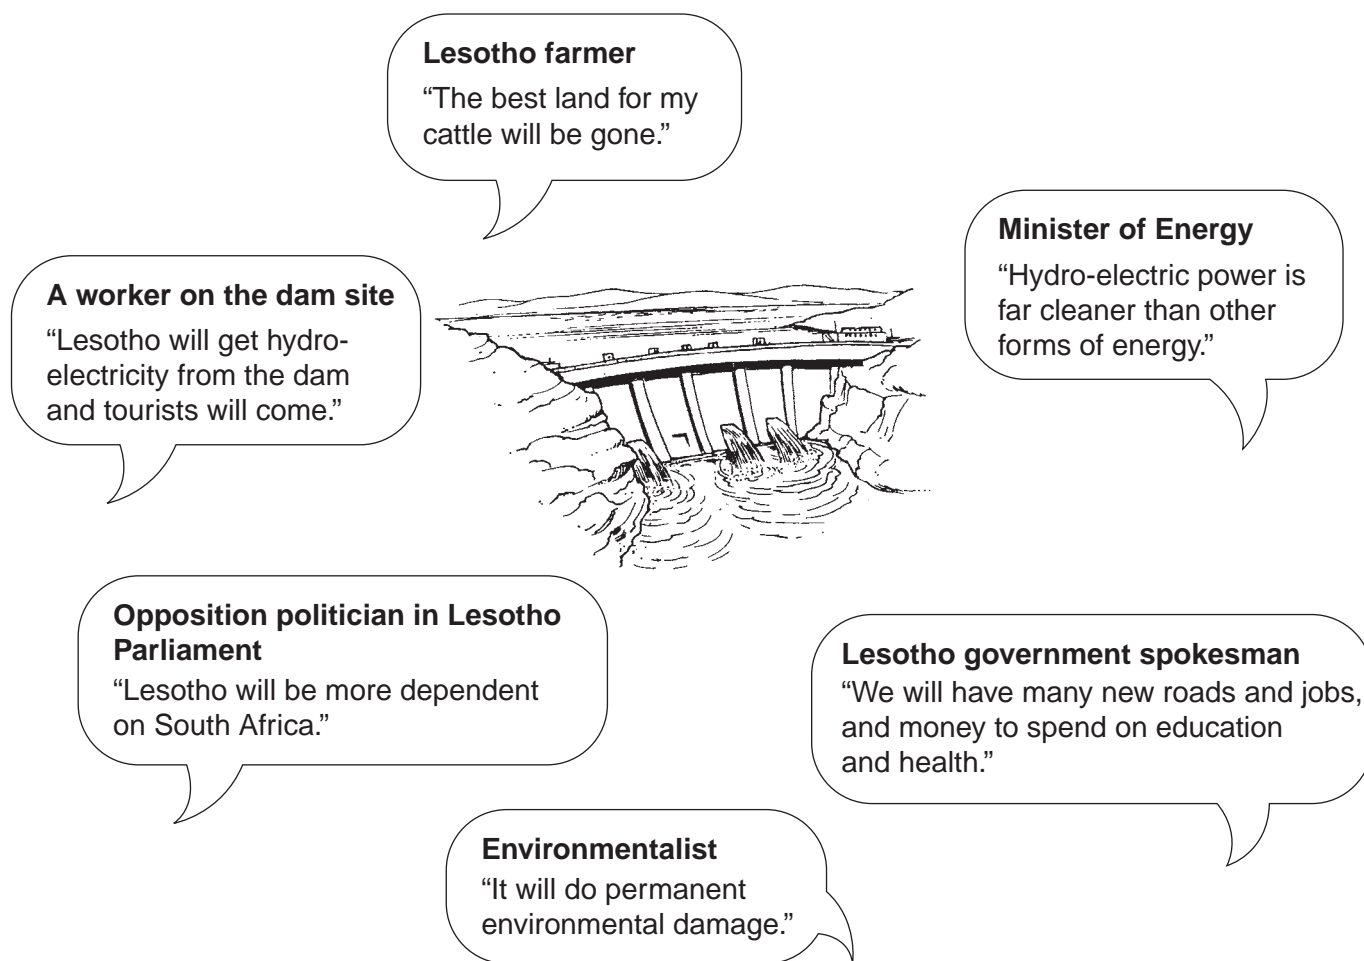 Lesotho farmer
“The best land for my
cattle will be gone.”
Minister of Energy
“Hydro-electric power is
far cleaner than other
forms of energy.”
A worker on the dam site
“Lesotho will get hydro-
electricity from the dam
and tourists will come.”
Opposition politician in Lesotho
Parliament
“Lesotho will be more dependent
on South Africa.”
Lesotho government spokesman
“We will have many new roads and jobs,
and money to spend on education
and health.”
Environmentalist
“It will do permanent
environmental damage.”